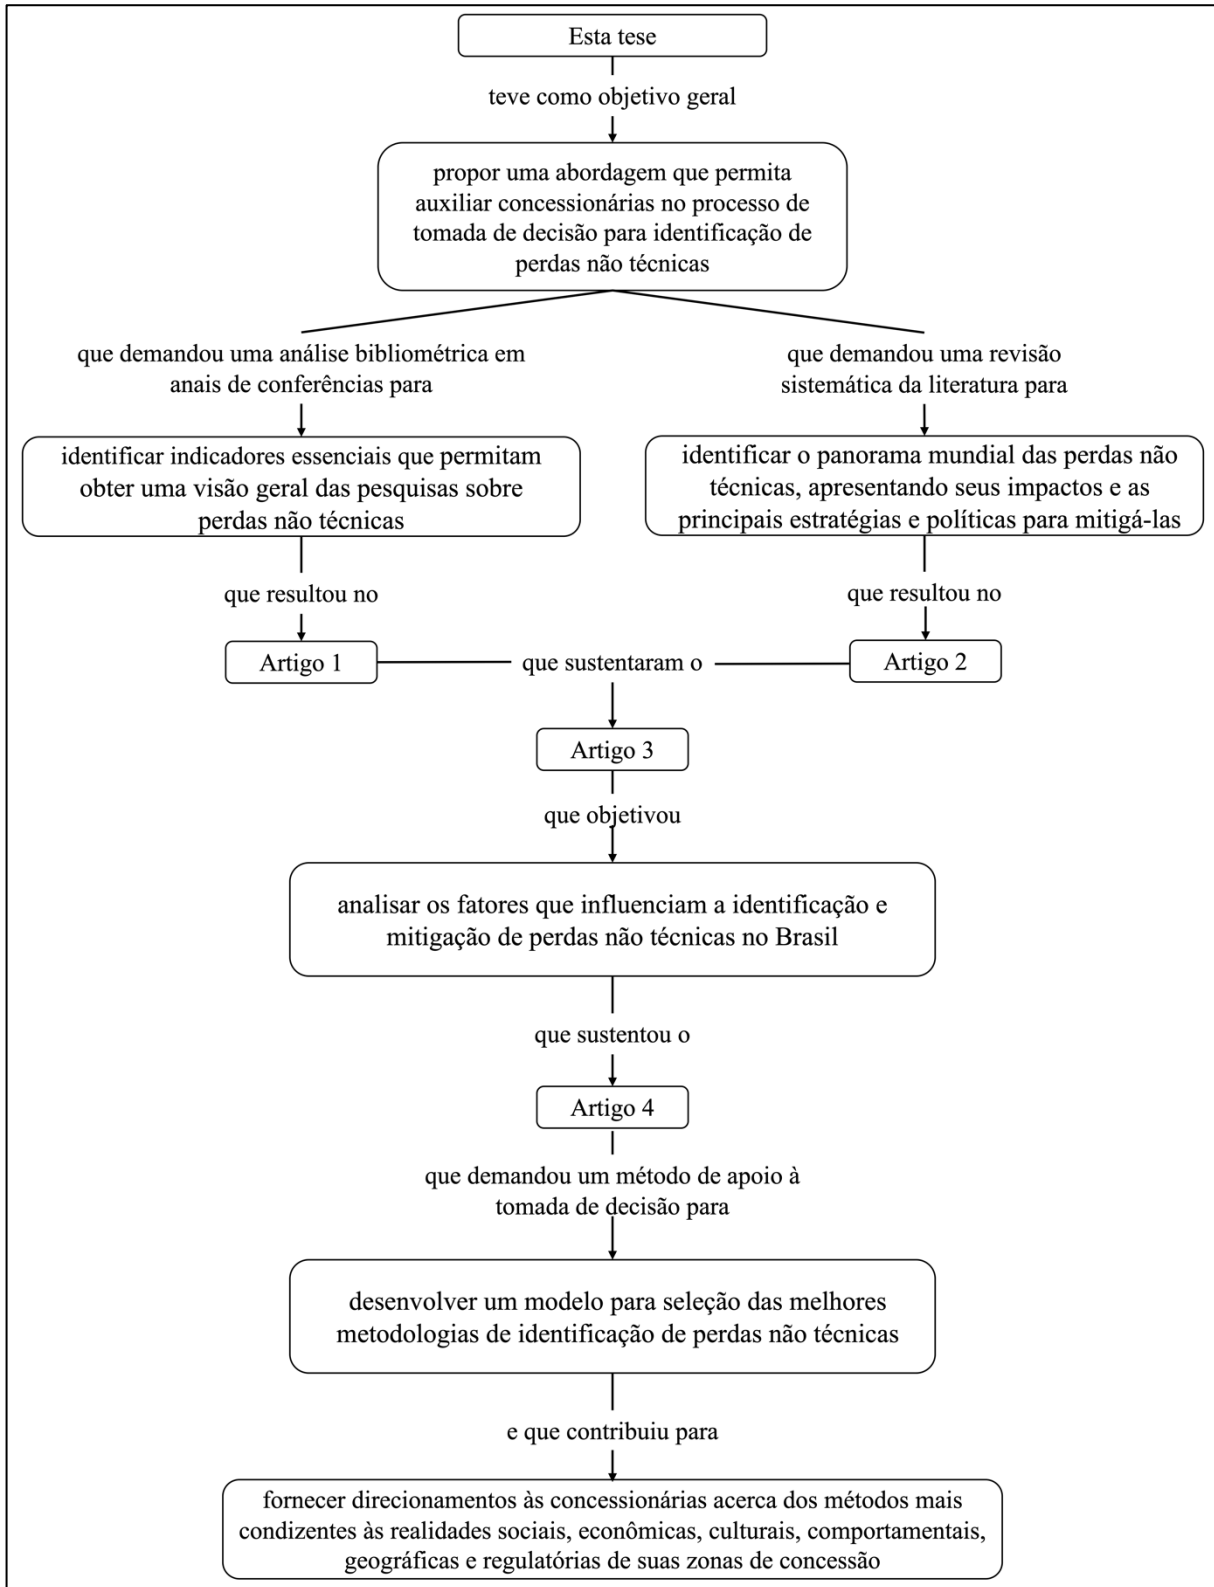 Esta tese
teve como objetivo geral
propor uma abordagem que permita
auxiliar concessionárias no processo de
tomada de decisão para identificação de
perdas não técnicas
que demandou uma análise bibliométrica em
anais de conferências para
identificar indicadores essenciais que permitam
obter uma visão geral das pesquisas sobre
perdas não técnicas
que resultou no
Artigo 1
que demandou uma revisão
sistemática da literatura para
identificar o panorama mundial das perdas não
técnicas, apresentando seus impactos e as
principais estratégias e políticas para mitigá-las
que resultou no
Artigo 2
que sustentaram o
Artigo 3
que objetivou
analisar os fatores que influenciam a identificação e
mitigação de perdas não técnicas no Brasil
que sustentou o
Artigo 4
que demandou um método de apoio à
tomada de decisão para
desenvolver um modelo para seleção das melhores
metodologias de identificação de perdas não técnicas
e que contribuiu para
fornecer direcionamentos às concessionárias acerca dos métodos mais
condizentes às realidades sociais, econômicas, culturais, comportamentais,
geográficas e regulatórias de suas zonas de concessão